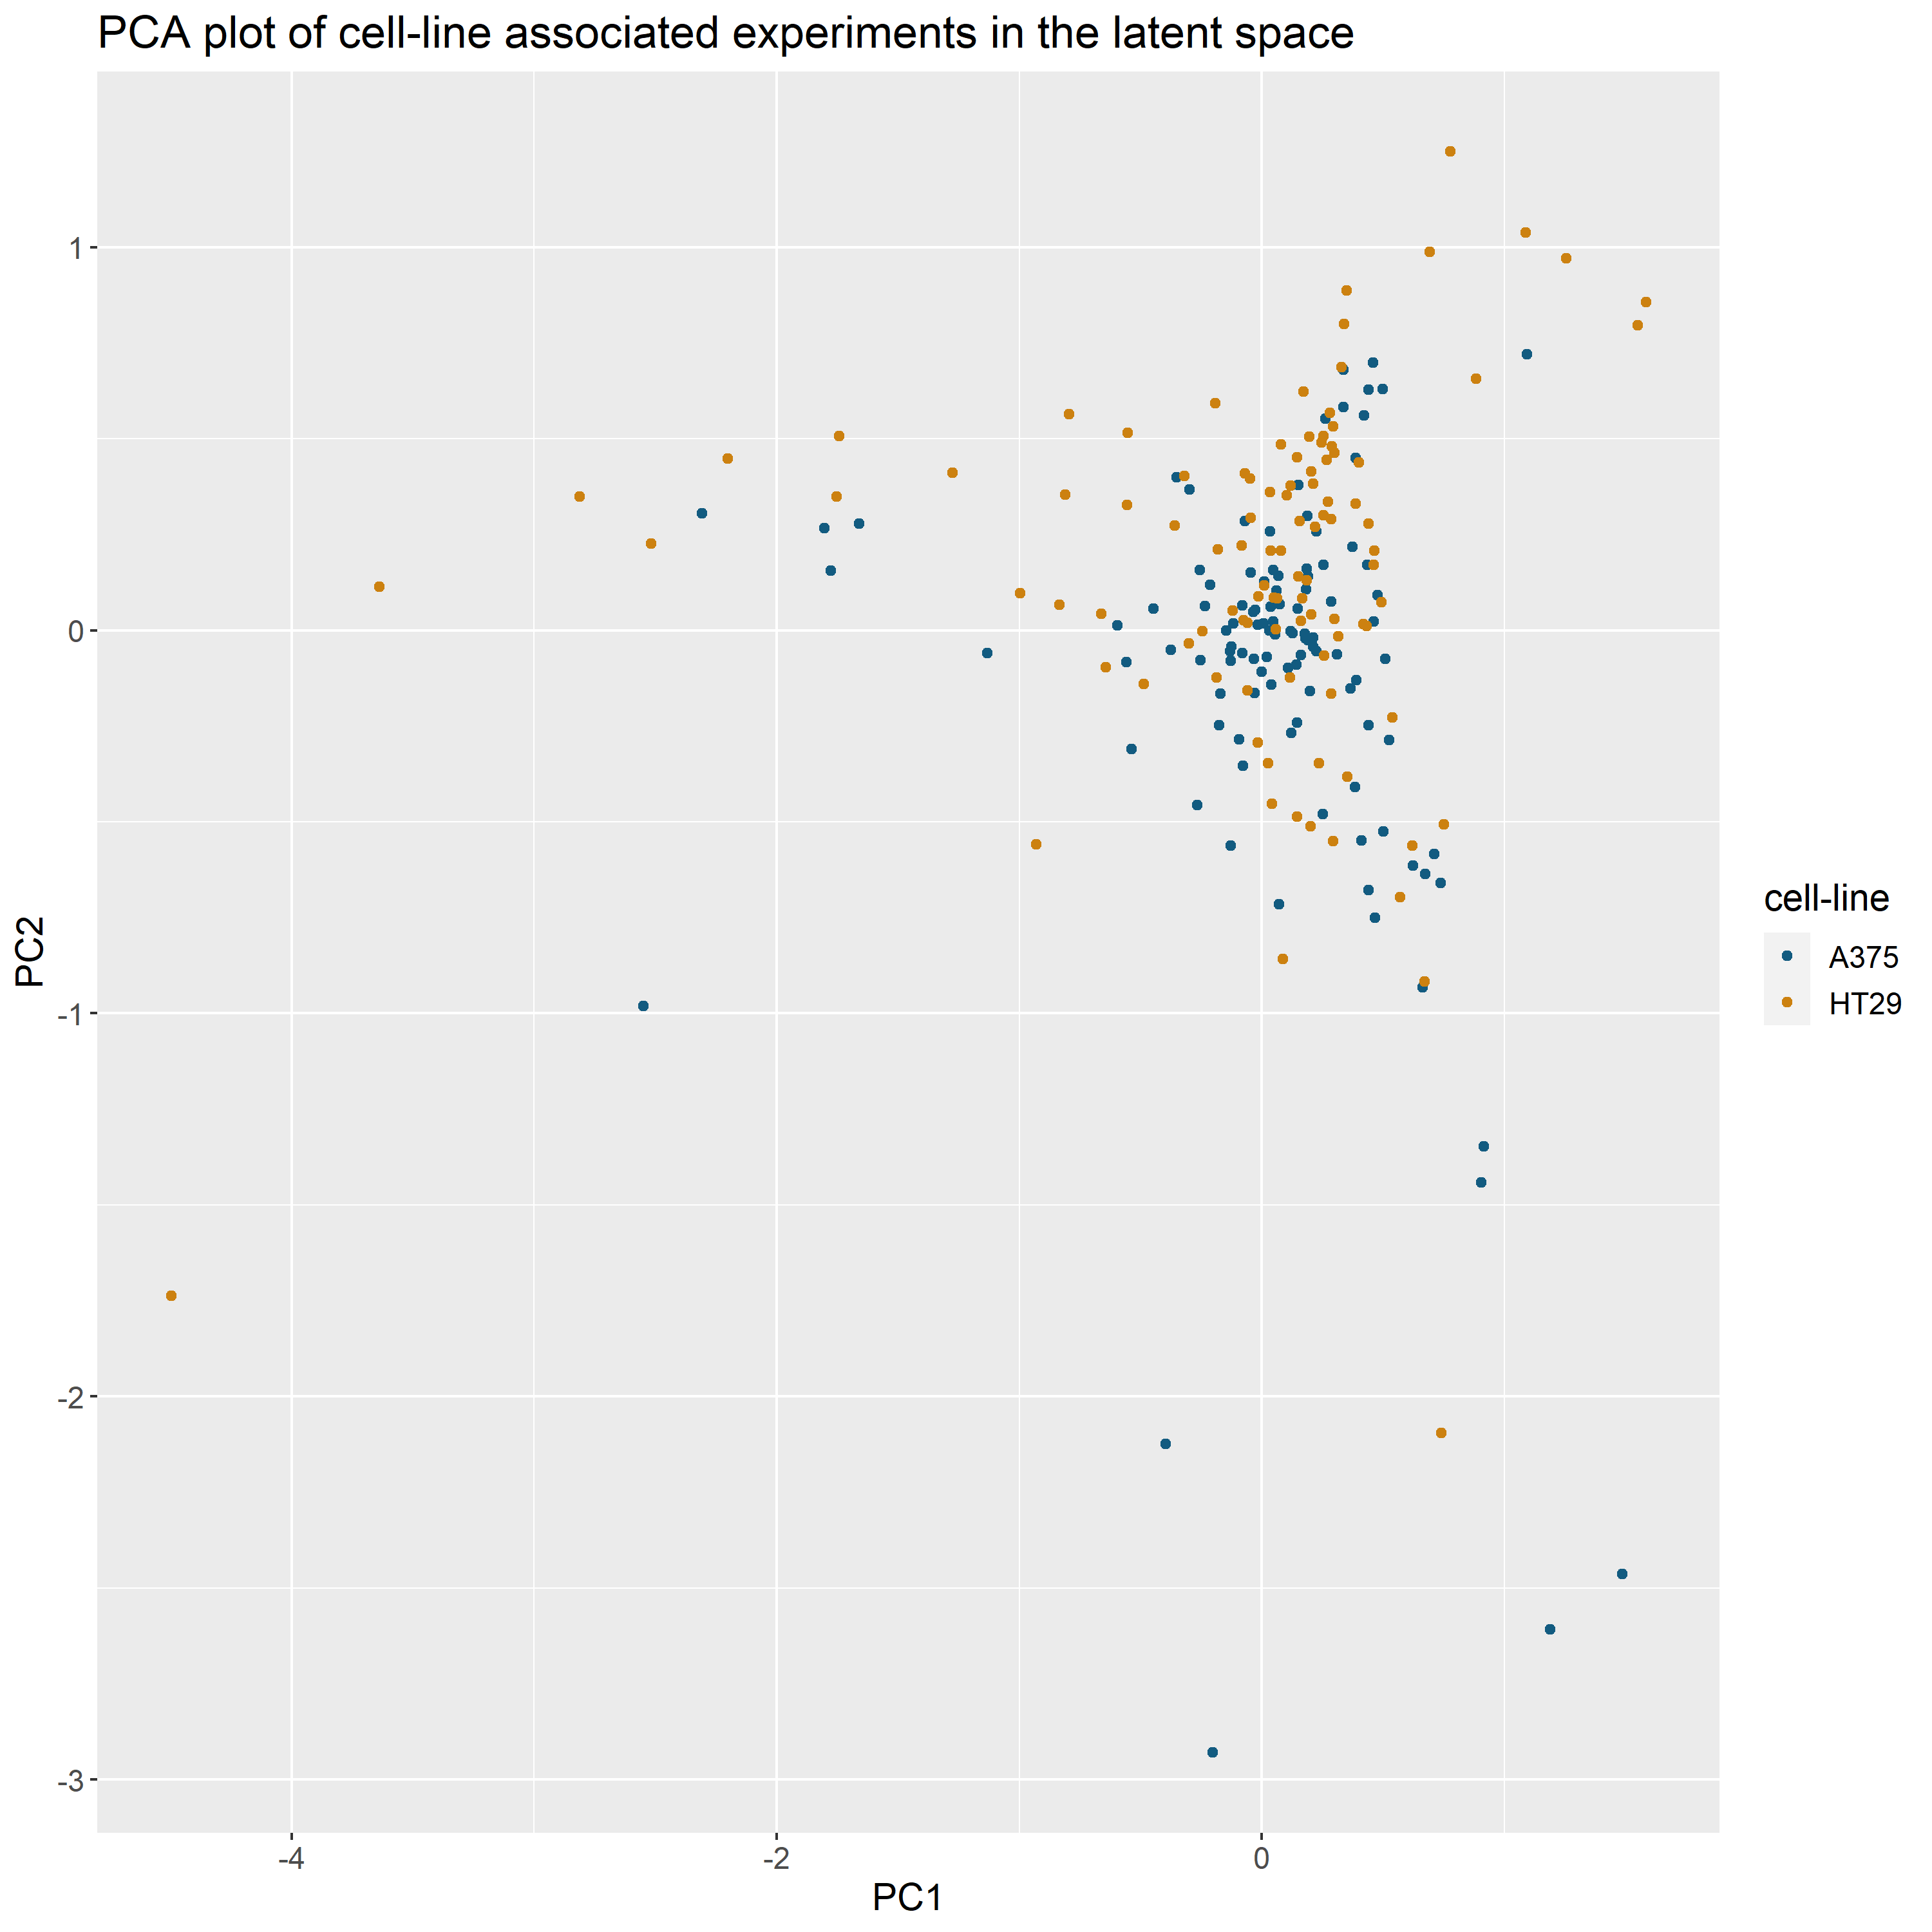 PCA plot of cell-line associated experiments in the latent space
1
0
-1
-2
-3
PC2
-4
-2
0
PC1
cell-line
A375
HT29